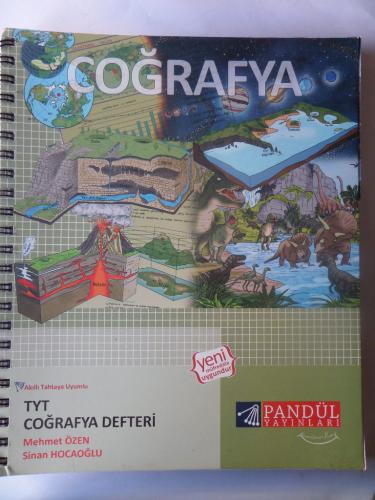 COĞRAFYA
yeni
müfredata
uygundur
Akıllı Tahtaya Uyumlu
TYT
COĞRAFYA DEFTERİ
Mehmet ÖZEN
Sinan HOCAOĞLU
PANDÜL
YAYINLARI